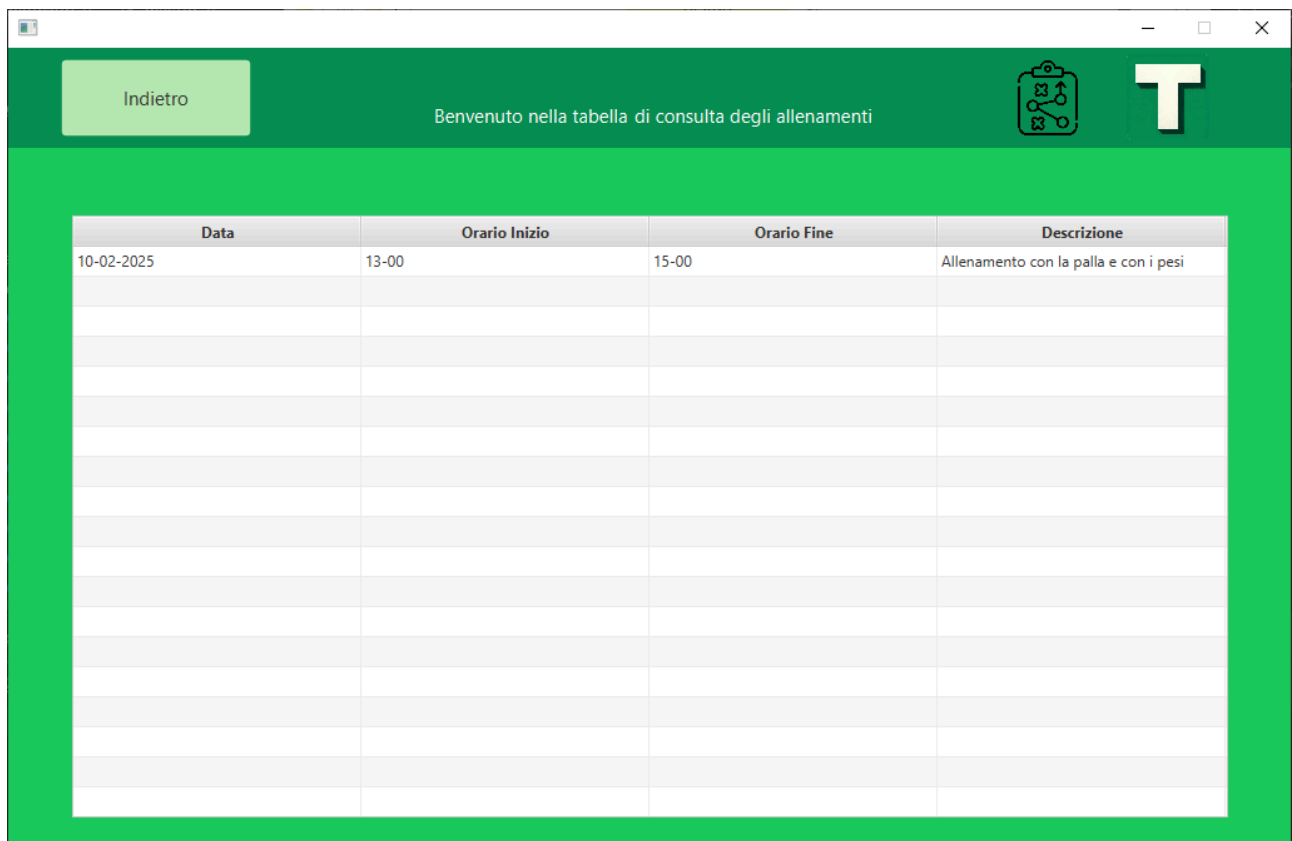 Indietro
Benvenuto nella tabella di consulta degli allenamenti
T
Data Orario Inizio Orario Fine Descrizione
10-02-2025 13-00 15-00 Allenamento con la palla e con i pesi